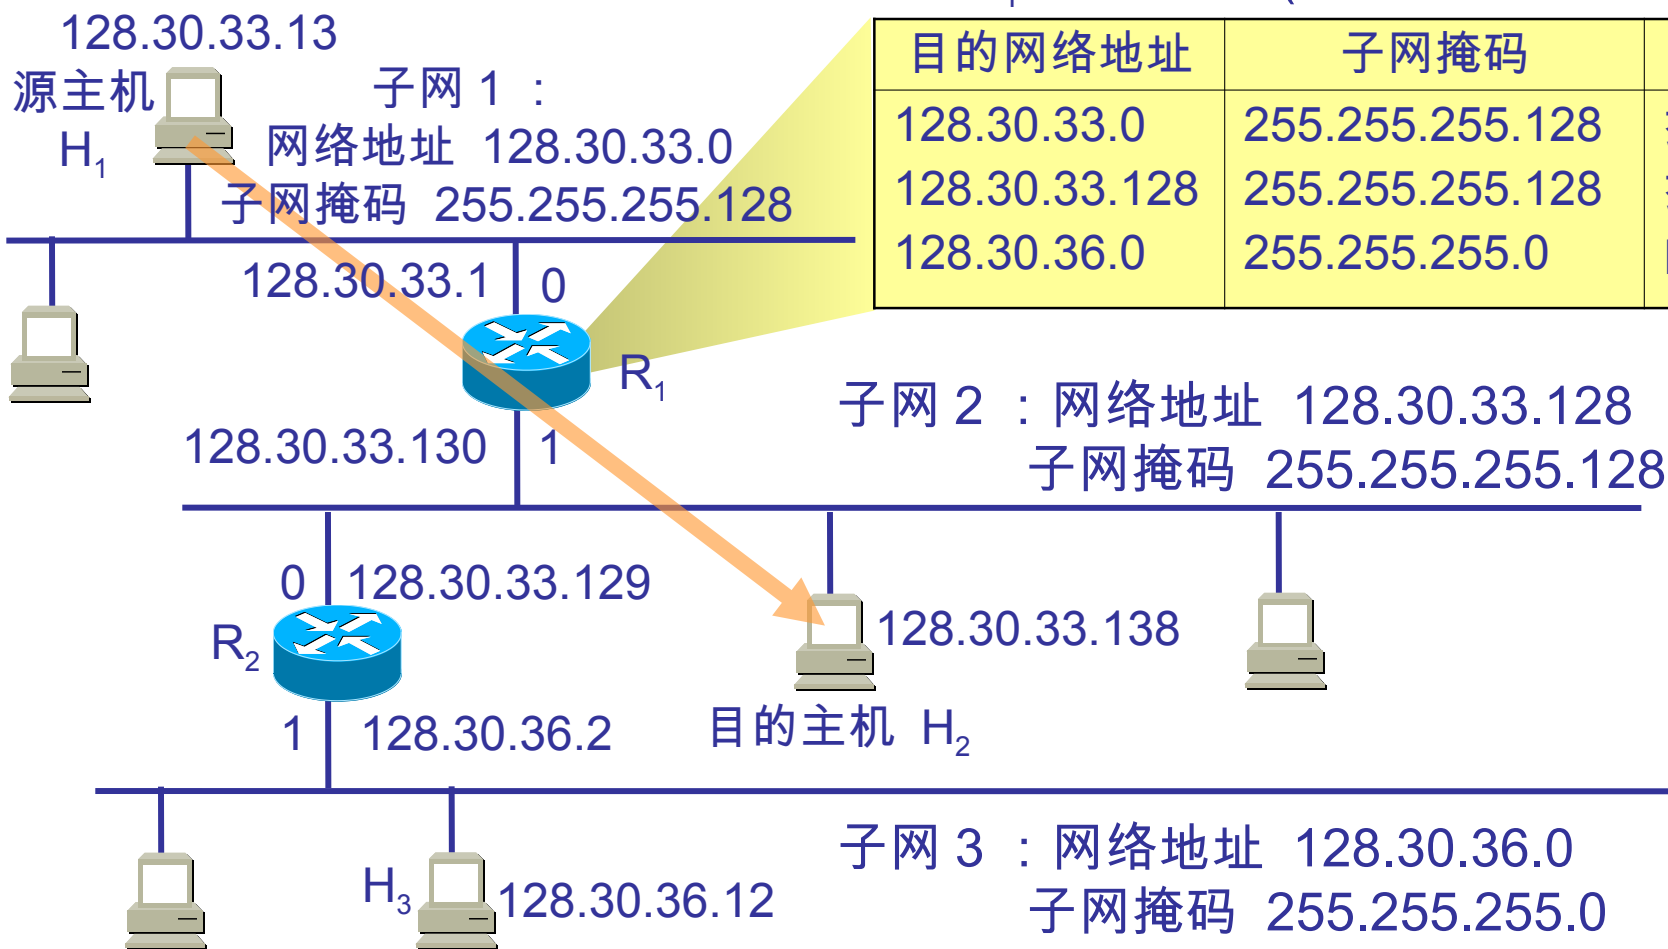 128.30.33.13
源主机
H1
子网 1 ：
网络地址 128.30.33.0
子网掩码 255.255.255.128
目的网络地址 子网掩码
128.30.33.0 255.255.255.128
128.30.33.128 255.255.255.128
128.30.36.0 255.255.255.0
128.30.33.1 0
R1
子网 2 ：网络地址 128.30.33.128
子网掩码 255.255.255.128
128.30.33.130 1
0 128.30.33.129
R2
128.30.33.138
1 128.30.36.2
目的主机 H2
子网 3 ：网络地址 128.30.36.0
子网掩码 255.255.255.0
H3
128.30.36.12